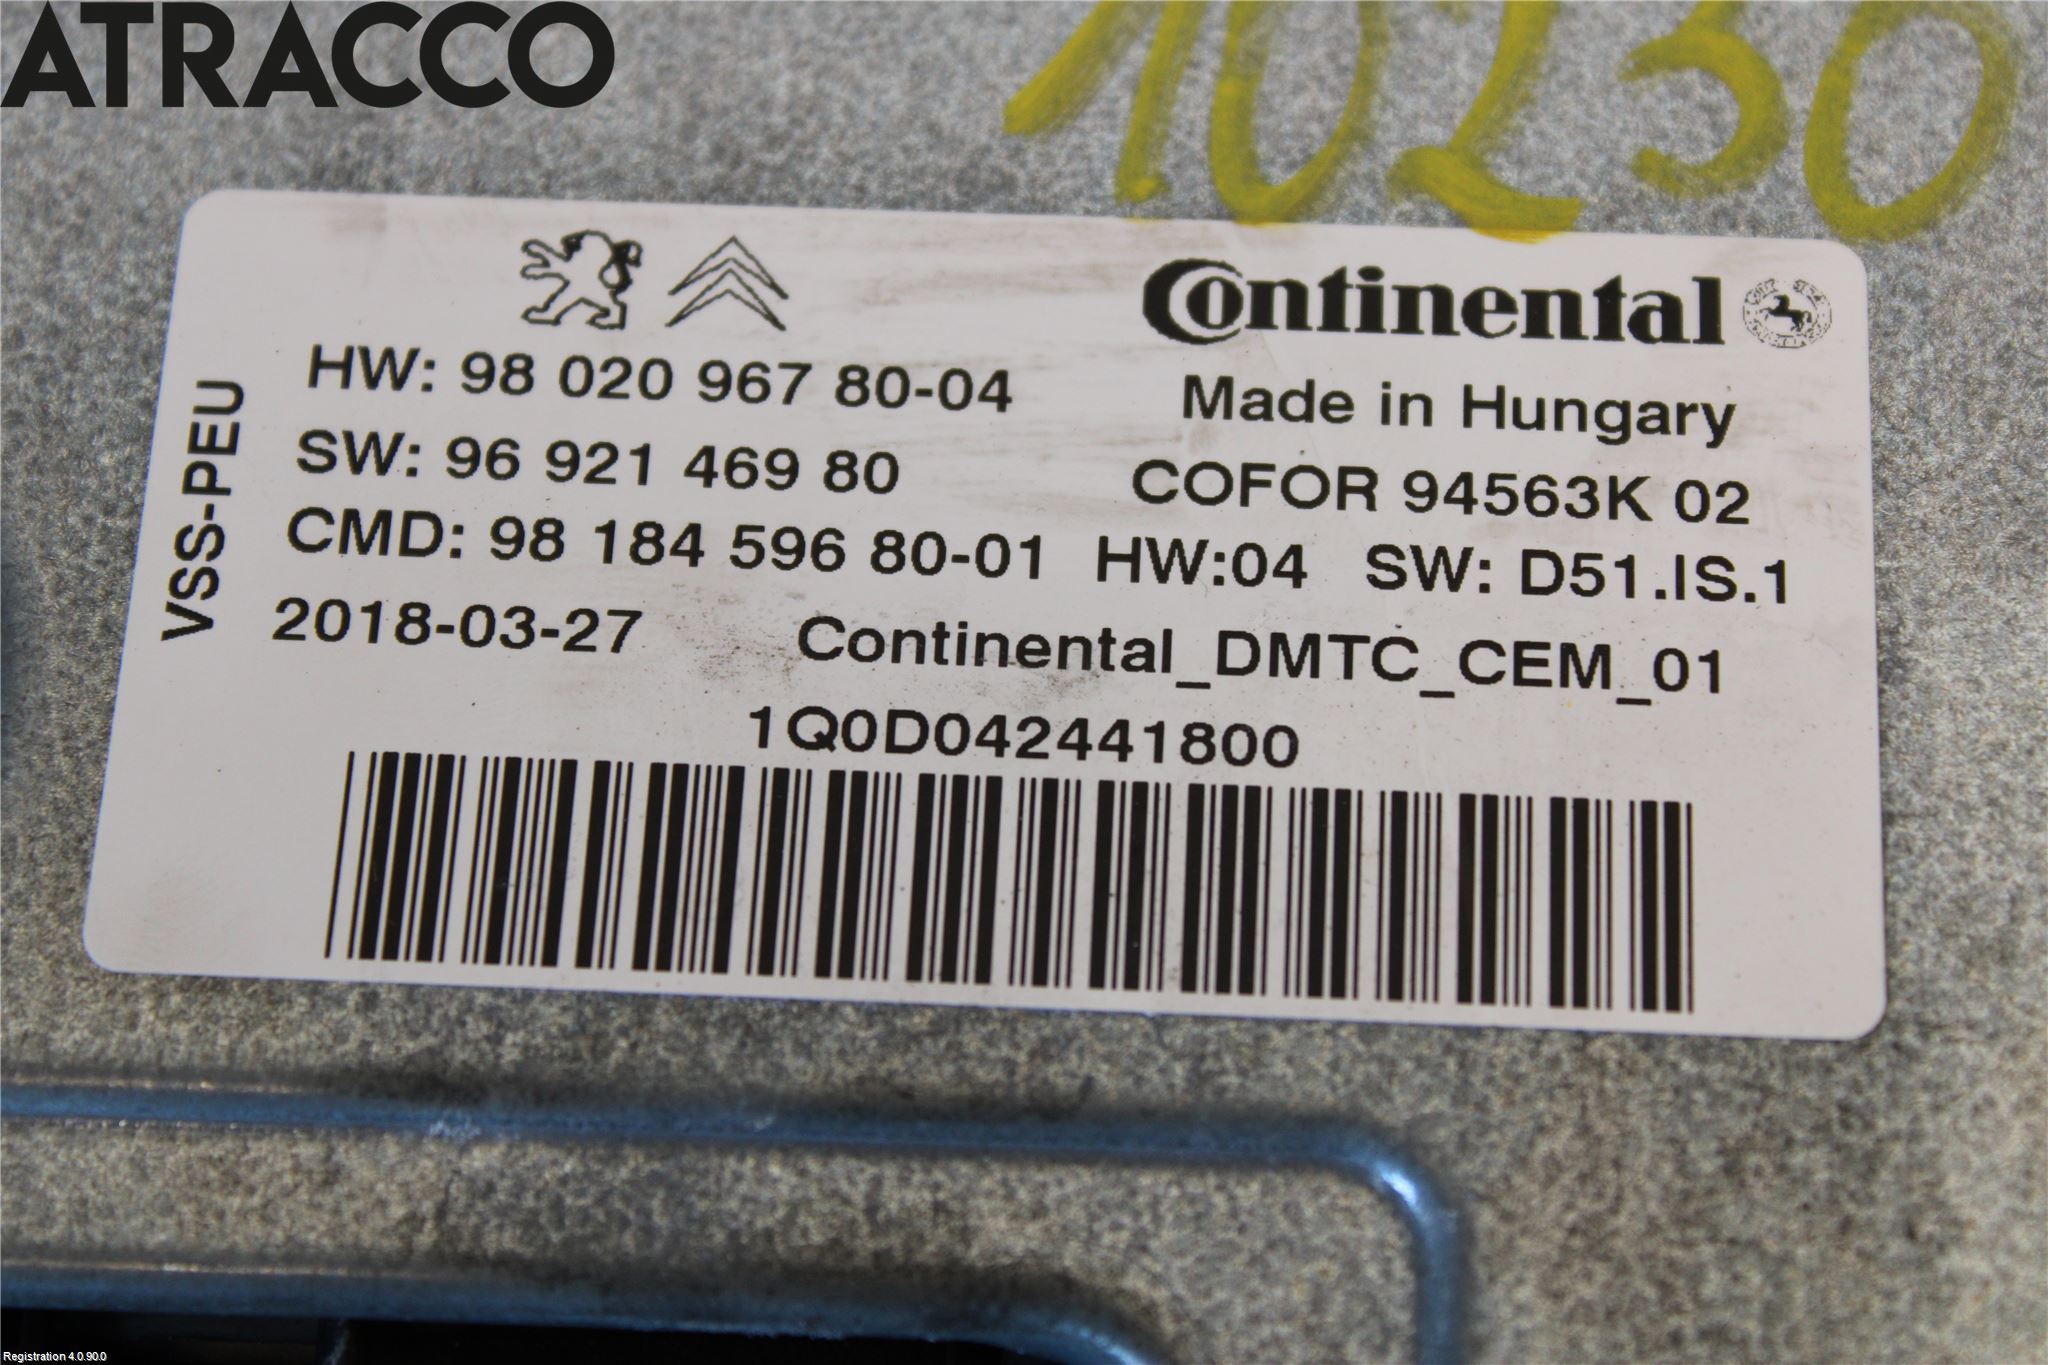 ATRACCO
10230
Continental
HW: 98 020 967 80-04
Made in Hungary
SW: 96 921 469 80
COFOR 94563K 02
CMD: 98 184 596 80-01 HW:04 SW: D51.IS.1
2018-03-27 Continental_DMTC_CEM_01
1Q0D042441800
VSS-PEU
Registration 4.0.90.0